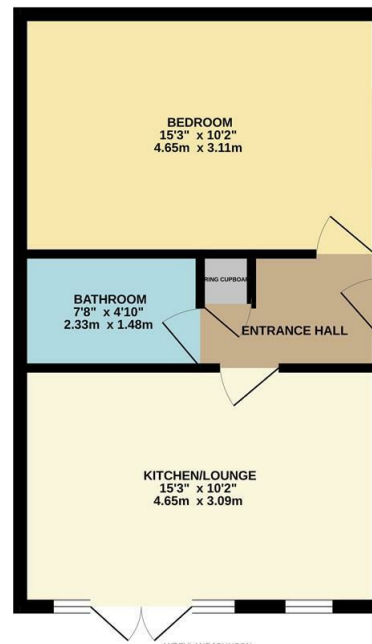 BEDROOM
15'3" x 10'2"
4.65m x 3.11m
BATHROOM
7'8" x 4'10"
2.33m x 1.48m
ENTRANCE HALL
KITCHEN/LOUNGE
15'3" x 10'2"
4.65m x 3.09m